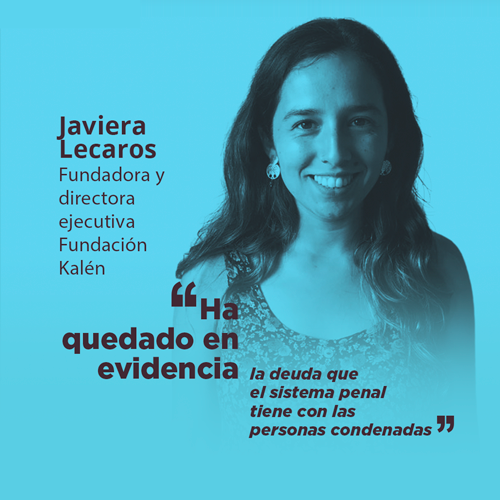 Javiera
Lecaros
Fundadora y
directora
ejecutiva
Fundación
Kalén
“Ha
quedado en
evidencia
la deuda que
el sistema penal
tiene con las
personas condenadas”